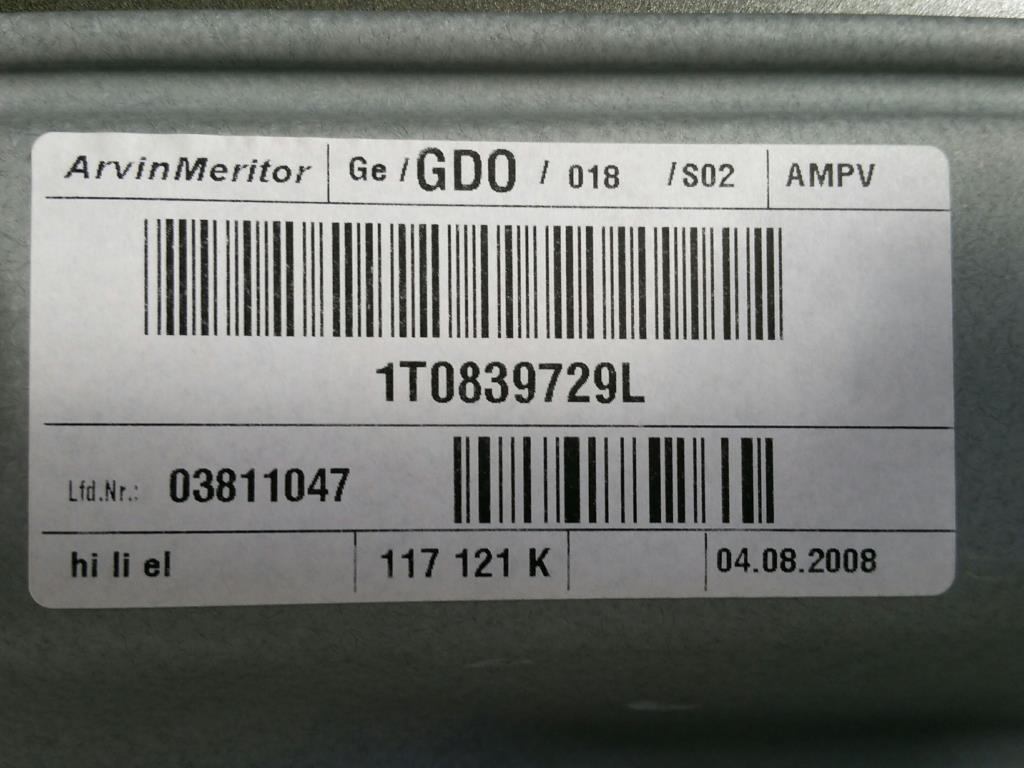 ArvinMeritor Ge / GDO / 018 /S02 AMPV
1T0839729L
Lfd.Nr.: 03811047
hi li el 117 121 K 04.08.2008